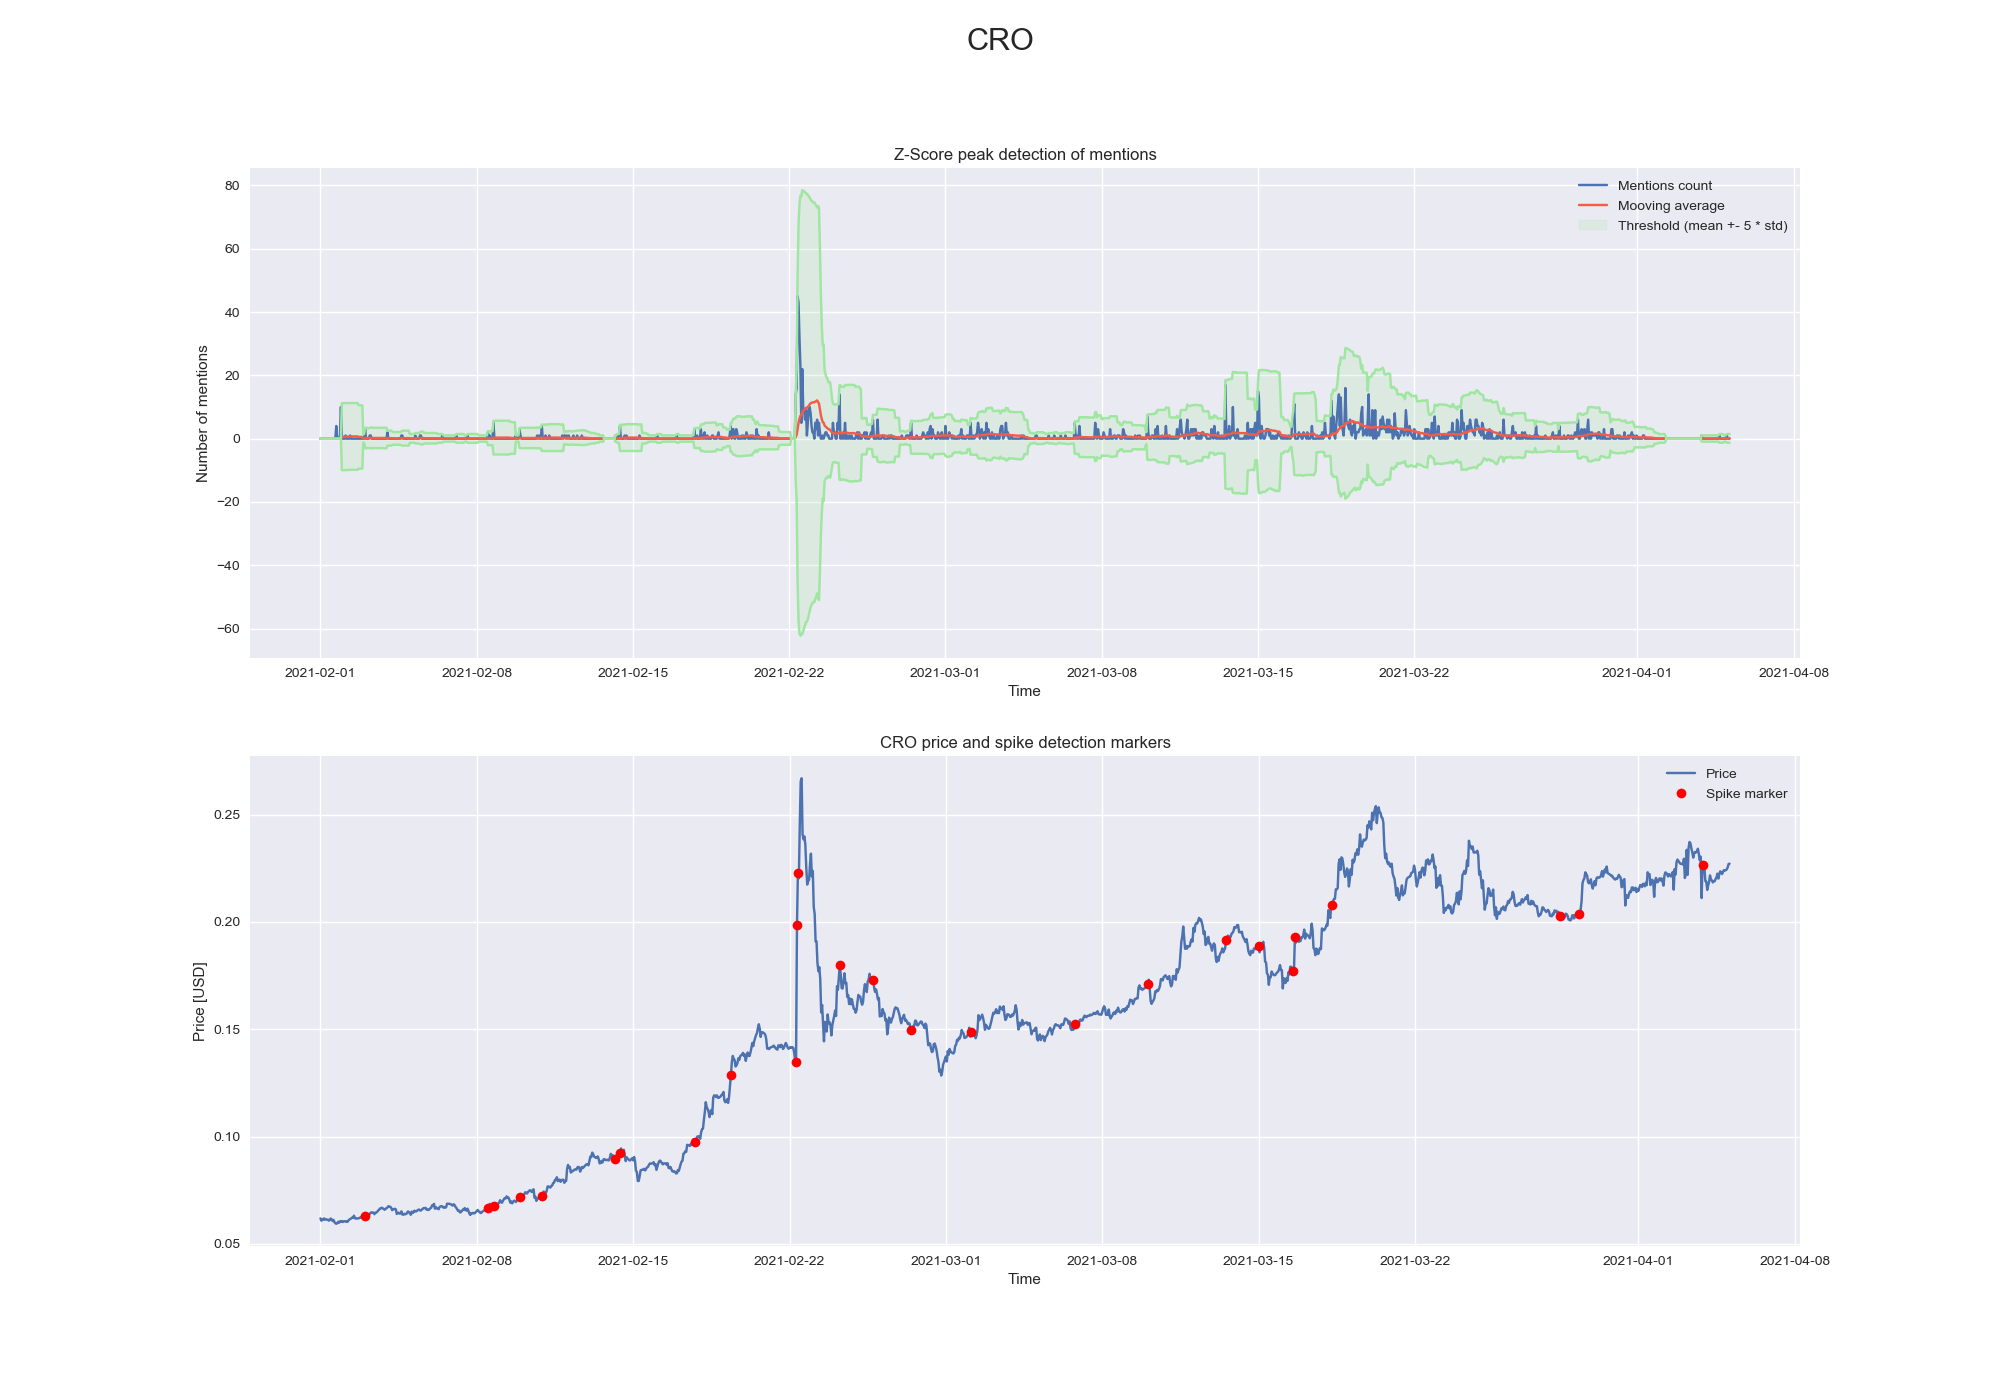 CRO
Z-Score peak detection of mentions
80
60
40
20
0
−20
−40
−60
Number of mentions
Mentions count
Mooving average
Threshold (mean +- 5 * std)
2021-02-01 2021-02-08 2021-02-15 2021-02-22 2021-03-01 2021-03-08 2021-03-15 2021-03-22 2021-04-01 2021-04-08
Time
CRO price and spike detection markers
0.25
0.20
0.15
0.10
0.05
Price [USD]
Price
Spike marker
2021-02-01 2021-02-08 2021-02-15 2021-02-22 2021-03-01 2021-03-08 2021-03-15 2021-03-22 2021-04-01 2021-04-08
Time